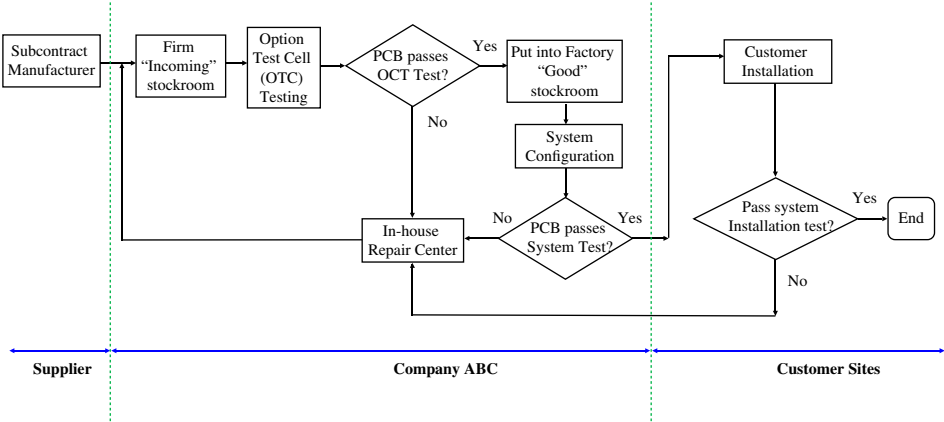 Subcontract
Manufacturer
Firm
“Incoming”
stockroom
Option
Test Cell
(OTC)
Testing
PCB passes
OCT Test?
Yes
No
Put into Factory
“Good”
stockroom
System
Configuration
PCB passes
System Test?
No
Yes
In-house
Repair Center
Customer
Installation
Pass system
Installation test?
Yes
No
End
Supplier
Company ABC
Customer Sites